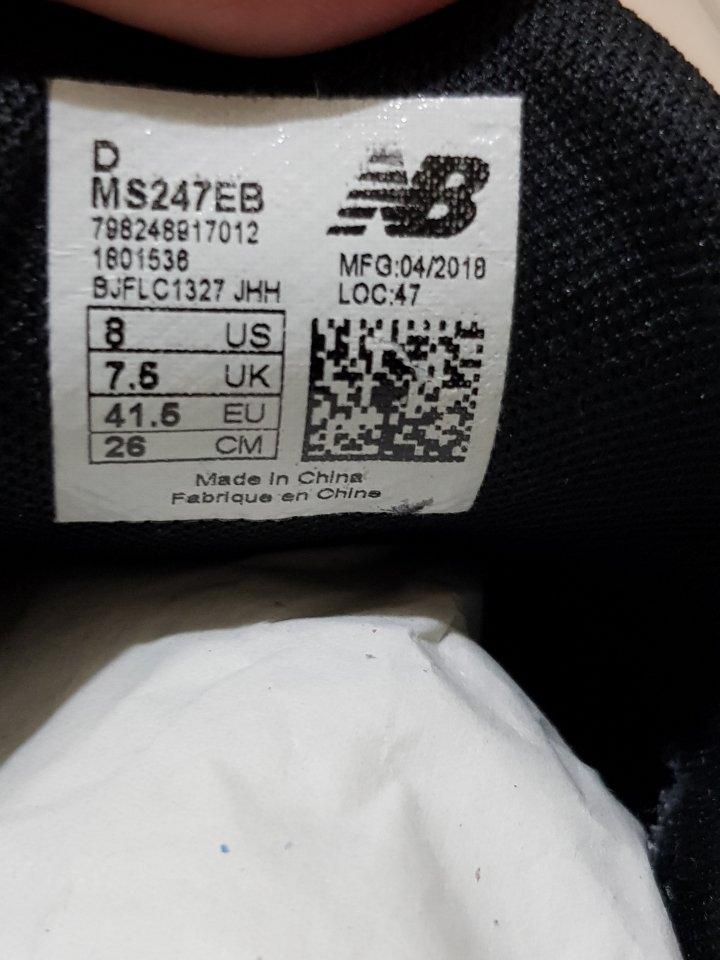 D
MS247EB
NB
798248917012
1801536
MFG:04/2018
BJFLC1327 JHH
LOC:47
8 US
7.5 UK
41.5 EU
26 CM
Made in China
Fabrique en Chine